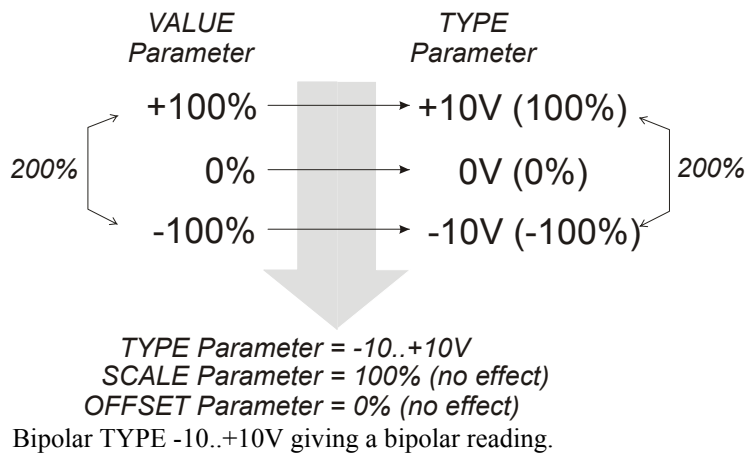 VALUE TYPE
Parameter Parameter
+100% +10V (100%)
200% 0% 0V (0%) 200%
-100% -10V (-100%)
TYPE Parameter = -10..+10V
SCALE Parameter = 100% (no effect)
OFFSET Parameter = 0% (no effect)
Bipolar TYPE -10..+10V giving a bipolar reading.